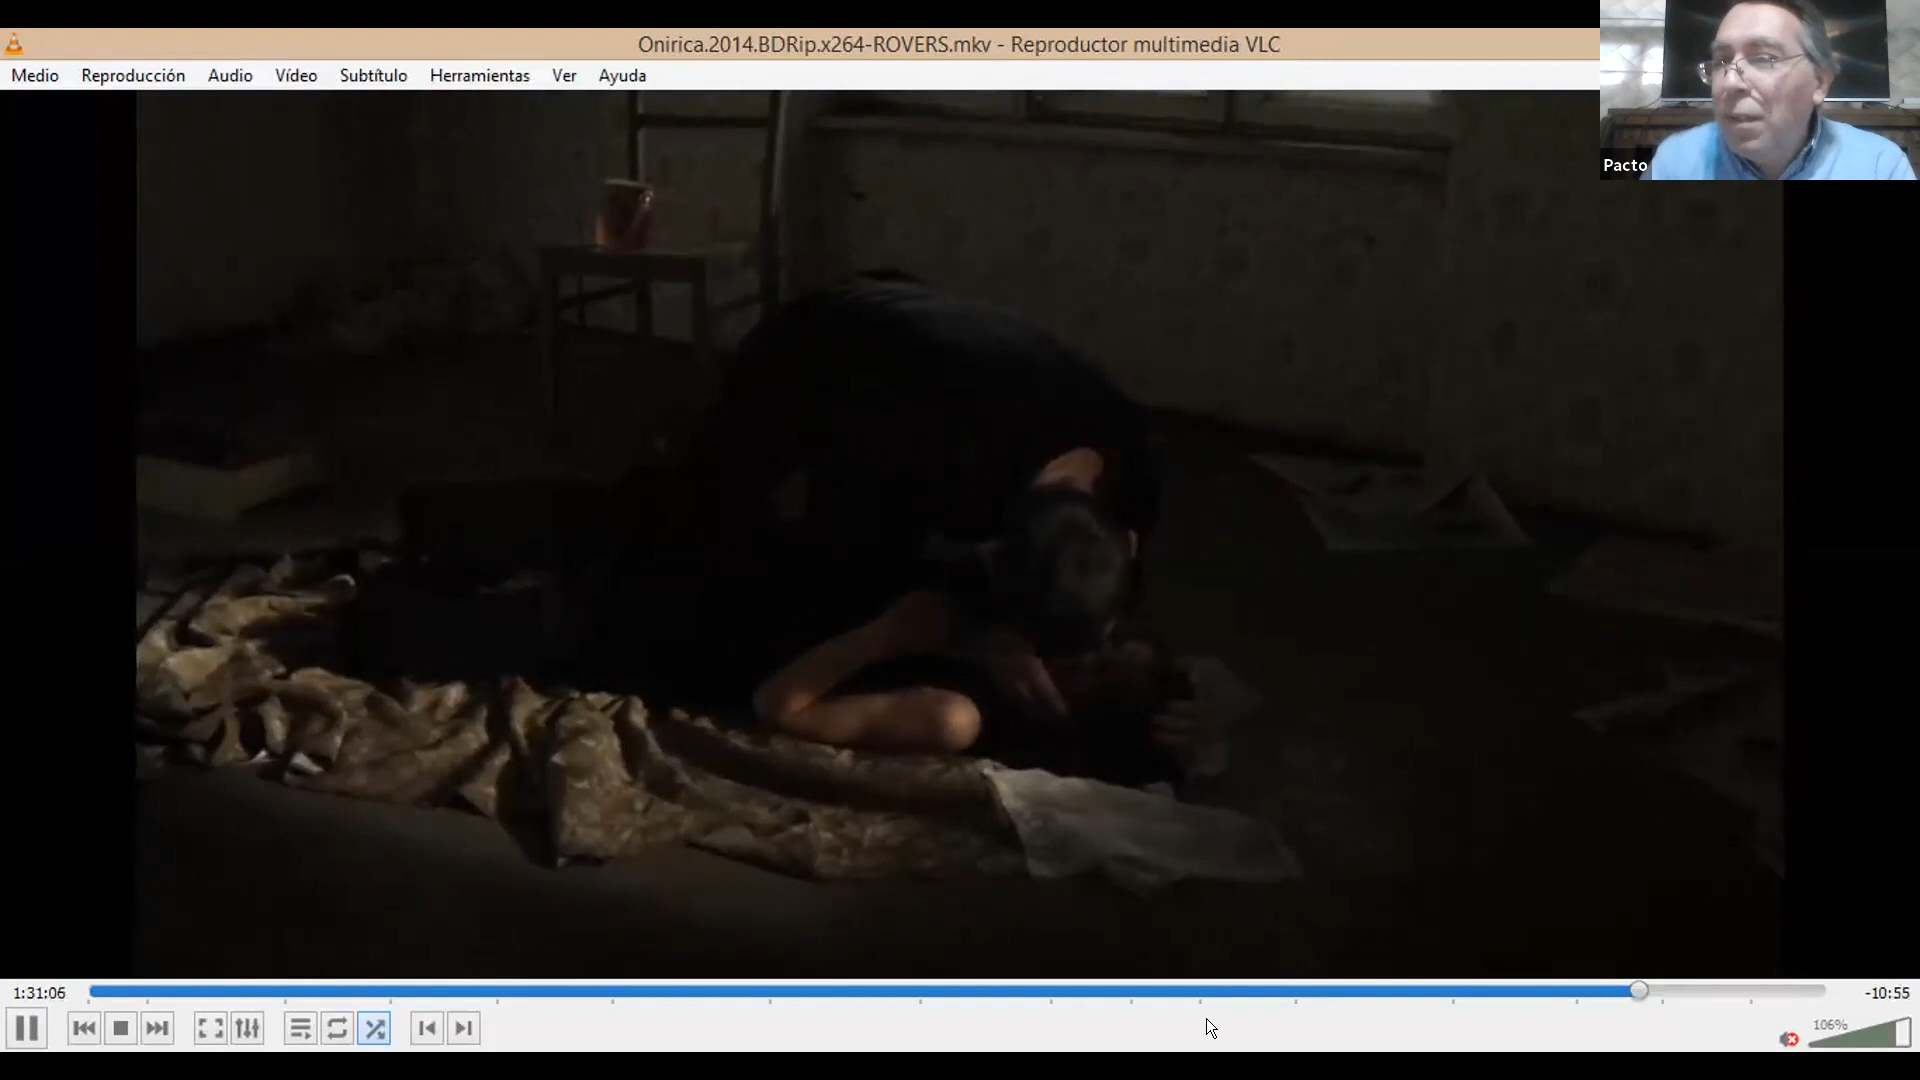 Onirica.2014.BDRip.x264-ROVERS.mkv - Reproductor multimedia VLC
Medio Reproducción Audio Vídeo Subtítulo Herramientas Ver Ayuda
Pacto
1:31:06
-10:55
106%